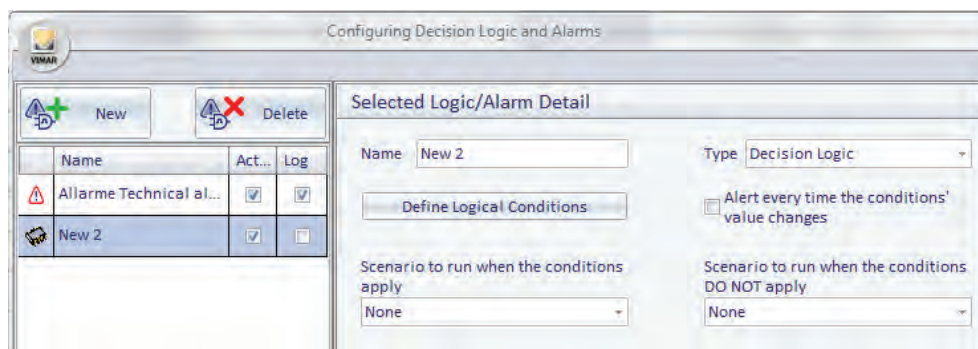 Configuring Decision Logic and Alarms
VIMAR
New
Delete
Name
Act...
Log
Allarme Technical al...
New 2
Selected Logic/Alarm Detail
Name
New 2
Type
Decision Logic
Define Logical Conditions
Alert every time the conditions'
value changes
Scenario to run when the conditions
apply
None
Scenario to run when the conditions
DO NOT apply
None